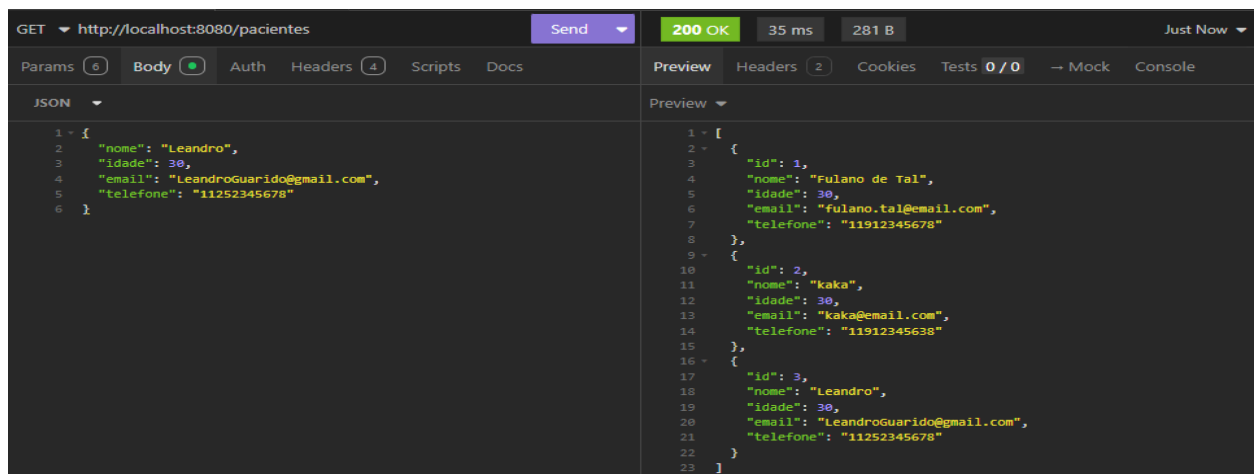 GET http://localhost:8080/pacientes Send
Params 6 Body Auth Headers 4 Scripts Docs
JSON
1 {
2 "nome": "Leandro",
3 "idade": 30,
4 "email": "LeandroGuarido@gmail.com",
5 "telefone": "11252345678"
6 }
200 OK 35 ms 281 B Just Now
Preview Headers 2 Cookies Tests 0 / 0 → Mock Console
Preview
1 [
2 {
3 "id": 1,
4 "nome": "Fulano de Tal",
5 "idade": 30,
6 "email": "fulano.tal@email.com",
7 "telefone": "11912345678"
8 },
9 {
10 "id": 2,
11 "nome": "kaka",
12 "idade": 30,
13 "email": "kaka@email.com",
14 "telefone": "11912345638"
15 },
16 {
17 "id": 3,
18 "nome": "Leandro",
19 "idade": 30,
20 "email": "LeandroGuarido@gmail.com",
21 "telefone": "11252345678"
22 }
23 ]